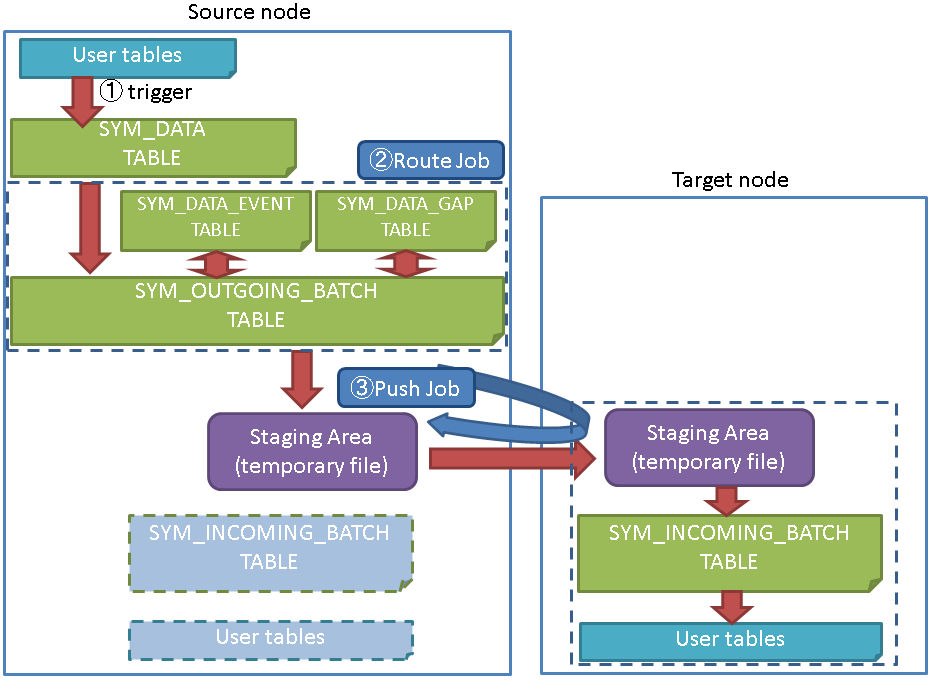 Source node
User tables
① trigger
SYM_DATA
TABLE
②Route Job
SYM_DATA_EVENT
TABLE
SYM_DATA_GAP
TABLE
SYM_OUTGOING_BATCH
TABLE
③Push Job
Staging Area
(temporary file)
SYM_INCOMING_BATCH
TABLE
User tables
Target node
Staging Area
(temporary file)
SYM_INCOMING_BATCH
TABLE
User tables